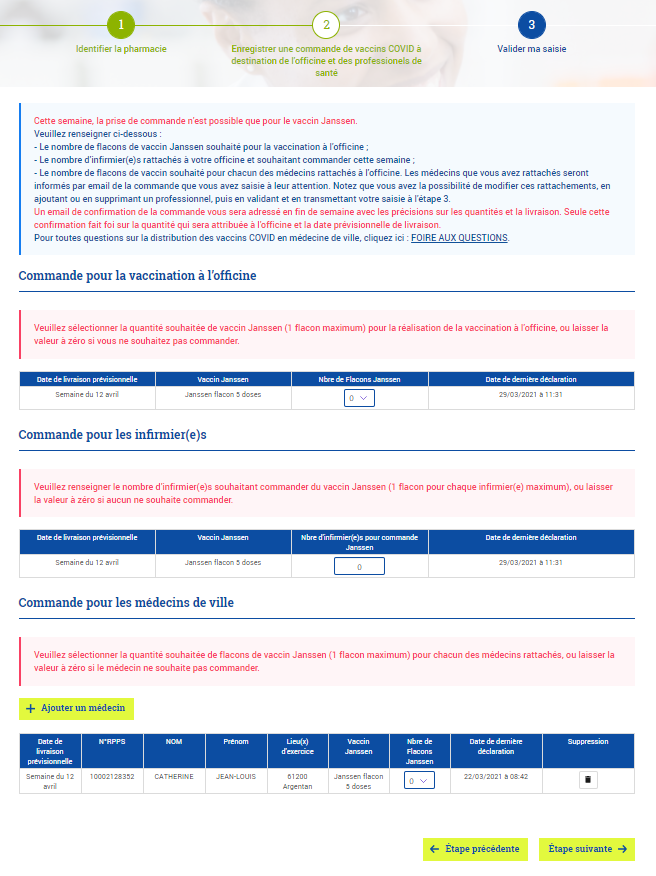 1
2
3
Identifier la pharmacie
Enregistrer une commande de vaccins COVID à
destination de l'officine et des professionnels de
santé
Valider ma saisie
Cette semaine, la prise de commande n'est possible que pour le vaccin Janssen.
Veuillez renseigner ci-dessous :
- Le nombre de flacons de vaccin Janssen souhaité pour la vaccination à l'officine ;
- Le nombre d'infirmier(e)s rattachés à votre officine et souhaitant commander cette semaine ;
- Le nombre de flacons de vaccin souhaité pour chacun des médecins rattachés à l'officine. Les médecins que vous avez rattachés seront
informés par email de la commande que vous avez saisie à leur attention. Notez que vous avez la possibilité de modifier ces rattachements, en
ajoutant ou en supprimant un professionnel, puis en validant et en transmettant votre saisie à l'étape 3.
Un email de confirmation de la commande vous sera adressé en fin de semaine avec les précisions sur les quantités et la livraison. Seule cette
confirmation fait foi sur la quantité qui sera attribuée à l'officine et la date prévisionnelle de livraison.
Pour toutes questions sur la distribution des vaccins COVID en médecine de ville, cliquez ici : FOIRE AUX QUESTIONS.
Commande pour la vaccination à l'officine
Veuillez sélectionner la quantité souhaitée de vaccin Janssen (1 flacon maximum) pour la réalisation de la vaccination à l'officine, ou laisser la
valeur à zéro si vous ne souhaitez pas commander.
Date de livraison prévisionnelle Vaccin Janssen Nbre de Flacons Janssen Date de dernière déclaration
Semaine du 12 avril Janssen flacon 5 doses 0 29/03/2021 à 11:31
Commande pour les infirmier(e)s
Veuillez renseigner le nombre d'infirmier(e)s souhaitant commander du vaccin Janssen (1 flacon pour chaque infirmier(e) maximum), ou laisser
la valeur à zéro si aucun ne souhaite commander.
Date de livraison prévisionnelle Vaccin Janssen Nbre d'infirmier(e)s pour commande Date de dernière déclaration
Janssen
Semaine du 12 avril Janssen flacon 5 doses 0 29/03/2021 à 11:31
Commande pour les médecins de ville
Veuillez sélectionner la quantité souhaitée de flacons de vaccin Janssen (1 flacon maximum) pour chacun des médecins rattachés, ou laisser la
valeur à zéro si le médecin ne souhaite pas commander.
+ Ajouter un médecin
Date de N°RPPS NOM Prénom Lieu(x) Vaccin Nbre de Date de dernière Suppression
livraison d'exercice Janssen Flacons déclaration
prévisionnelle Janssen
Semaine du 12 10002128352 CATHERINE JEAN-LOUIS 61200 Janssen flacon 0 22/03/2021 à 08:42
avril Argentan 5 doses
← Étape précédente Étape suivante →